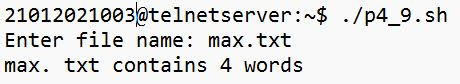 21012021003@telnetserver:~$ ./p4_9.sh
Enter file name: max.txt
max. txt contains 4 words